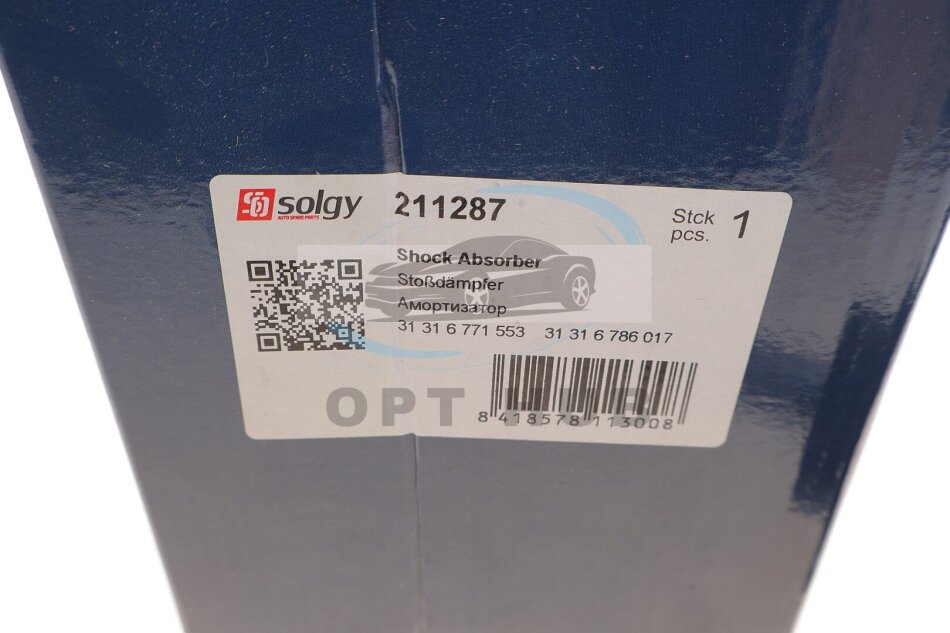 solgy 211287
AUTO SPARE PARTS
Stck 1
pcs.
Shock Absorber
Stoßdämpfer
Амортизатор
31 31 6 771 553 31 31 6 786 017
OPT
8 418578 113008